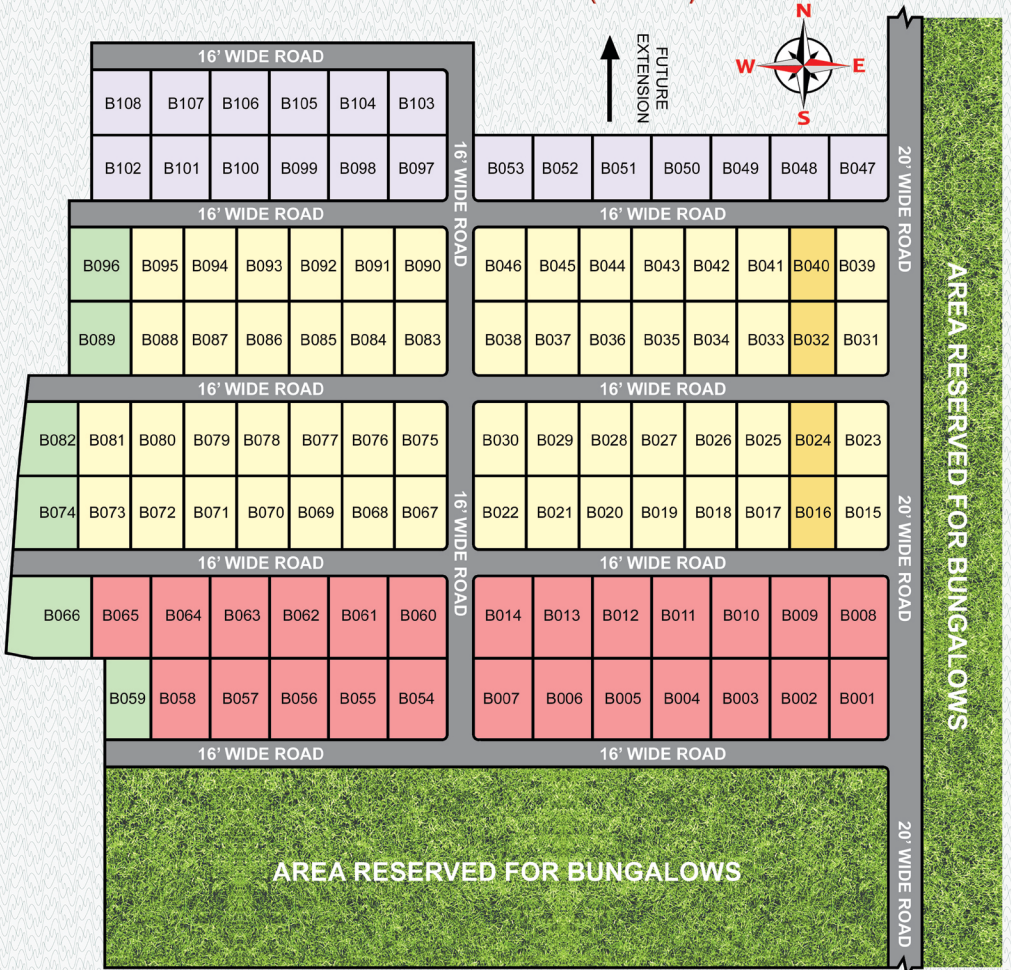 N
W E
S
FUTURE
EXTENSION
16' WIDE ROAD
B108 B107 B106 B105 B104 B103
B102 B101 B100 B099 B098 B097
B053 B052 B051 B050 B049 B048 B047
16' WIDE ROAD
20' WIDE ROAD
16' WIDE ROAD
16' WIDE ROAD
B096 B095 B094 B093 B092 B091 B090
B046 B045 B044 B043 B042 B041 B040 B039
B089 B088 B087 B086 B085 B084 B083
B038 B037 B036 B035 B034 B033 B032 B031
16' WIDE ROAD
16' WIDE ROAD
B082 B081 B080 B079 B078 B077 B076 B075
B030 B029 B028 B027 B026 B025 B024 B023
B074 B073 B072 B071 B070 B069 B068 B067
B022 B021 B020 B019 B018 B017 B016 B015
16' WIDE ROAD
20' WIDE ROAD
16' WIDE ROAD
16' WIDE ROAD
B066 B065 B064 B063 B062 B061 B060
B014 B013 B012 B011 B010 B009 B008
B059 B058 B057 B056 B055 B054
B007 B006 B005 B004 B003 B002 B001
16' WIDE ROAD
16' WIDE ROAD
AREA RESERVED FOR BUNGALOWS
20' WIDE ROAD
AREA RESERVED FOR BUNGALOWS